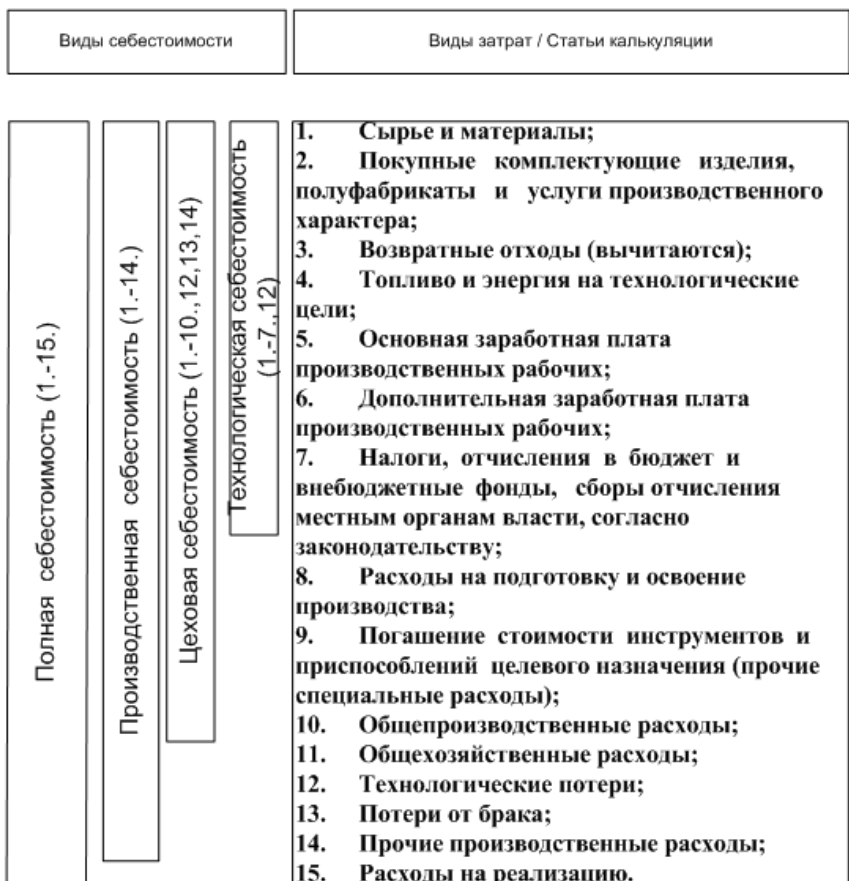 Виды себестоимости
Виды затрат / Статьи калькуляции
Полная себестоимость (1.-15.)
Производственная себестоимость (1.-14.)
Цеховая себестоимость (1.-10.,12,13,14)
Технологическая себестоимость
(1.-7.,12)
1. Сырье и материалы;
2. Покупные комплектующие изделия,
полуфабрикаты и услуги производственного
характера;
3. Возвратные отходы (вычитаются);
4. Топливо и энергия на технологические
цели;
5. Основная заработная плата
производственных рабочих;
6. Дополнительная заработная плата
производственных рабочих;
7. Налоги, отчисления в бюджет и
внебюджетные фонды, сборы отчисления
местным органам власти, согласно
законодательству;
8. Расходы на подготовку и освоение
производства;
9. Погашение стоимости инструментов и
приспособлений целевого назначения (прочие
специальные расходы);
10. Общепроизводственные расходы;
11. Общехозяйственные расходы;
12. Технологические потери;
13. Потери от брака;
14. Прочие производственные расходы;
15. Расходы на реализацию.